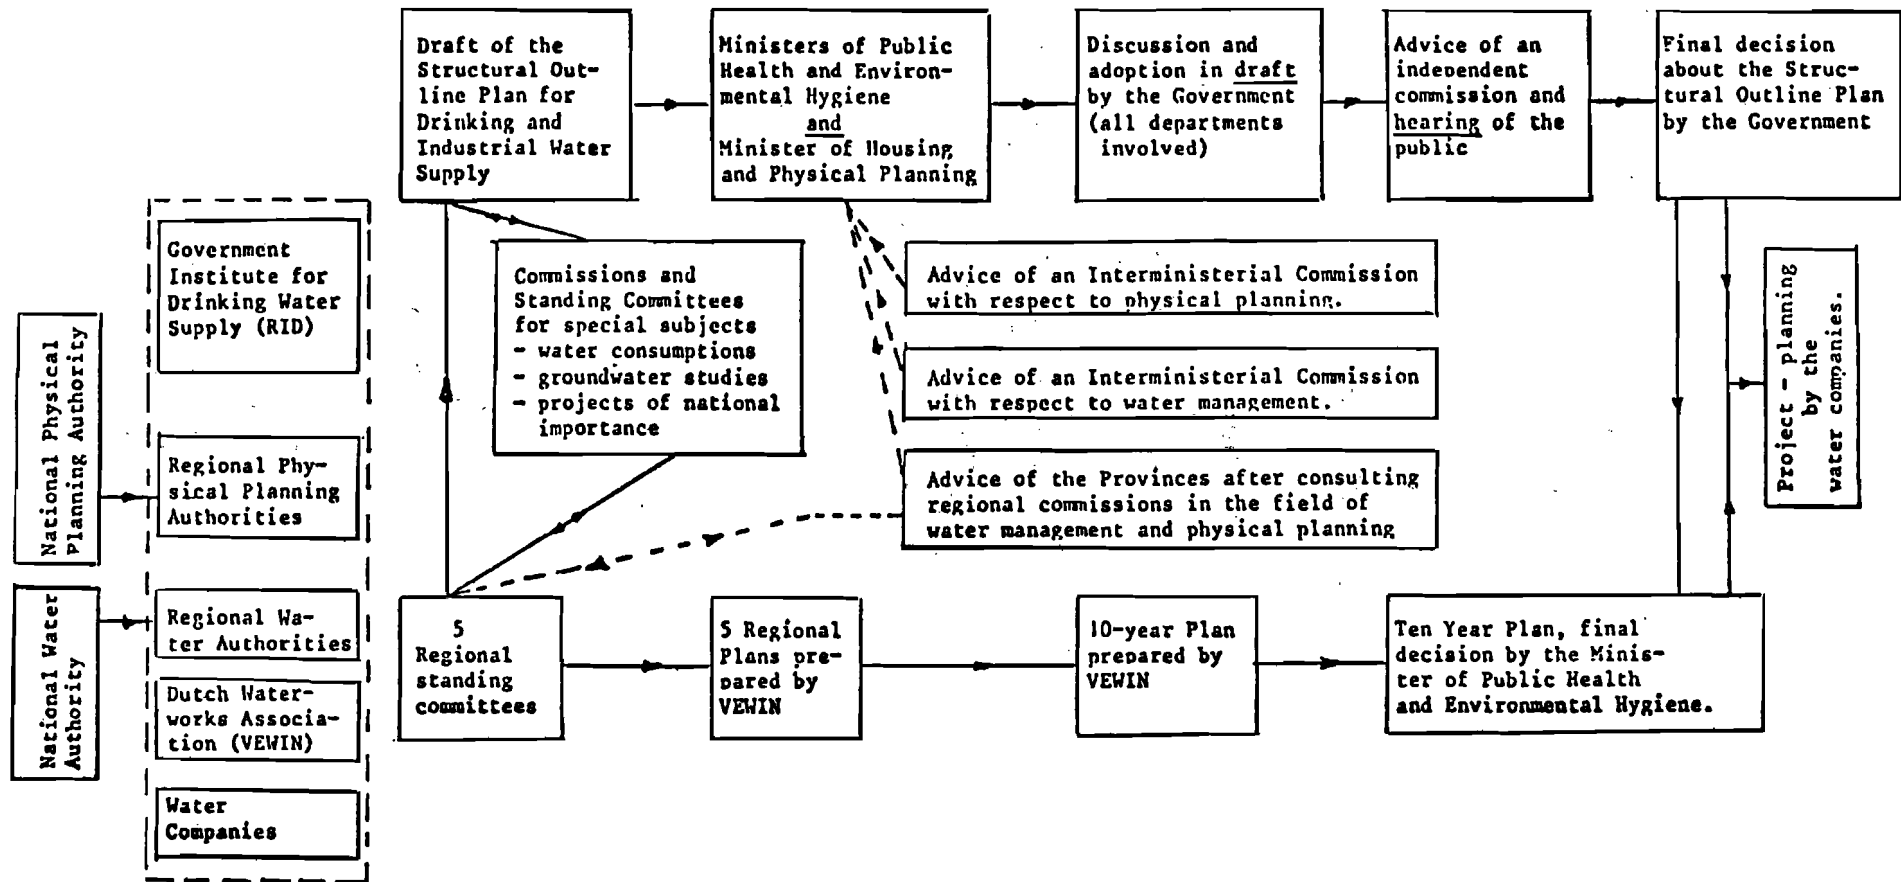 Draft of the
Structural Out-
line Plan for
Drinking and
Industrial Water
Supply
Ministers of Public
Health and Environ-
mental Hygiene
and
Minister of Housing
and Physical Planning
Discussion and
adoption in draft
by the Government
(all departments
involved)
Advice of an
independent
commission and
hearing of the
public
Final decision
about the Struc-
tural Outline Plan
by the Government
National Physical
Planning Authority
National Water
Authority
Government
Institute for
Drinking Water
Supply (RID)
Regional Phy-
sical Planning
Authorities
Regional Wa-
ter Authorities
Dutch Water-
works Associa-
tion (VEWIN)
Water
Companies
Commissions and
Standing Committees
for special subjects
- water consumptions
- groundwater studies
- projects of national
importance
Advice of an Interministerial Commission
with respect to physical planning.
Advice of an Interministerial Commission
with respect to water management.
Advice of the Provinces after consulting
regional commissions in the field of
water management and physical planning
Project - planning
by the
water companies.
5
Regional
standing
committees
5 Regional
Plans pre-
pared by
VEWIN
10-year Plan
prepared by
VEWIN
Ten Year Plan, final
decision by the Minis-
ter of Public Health
and Environmental Hygiene.